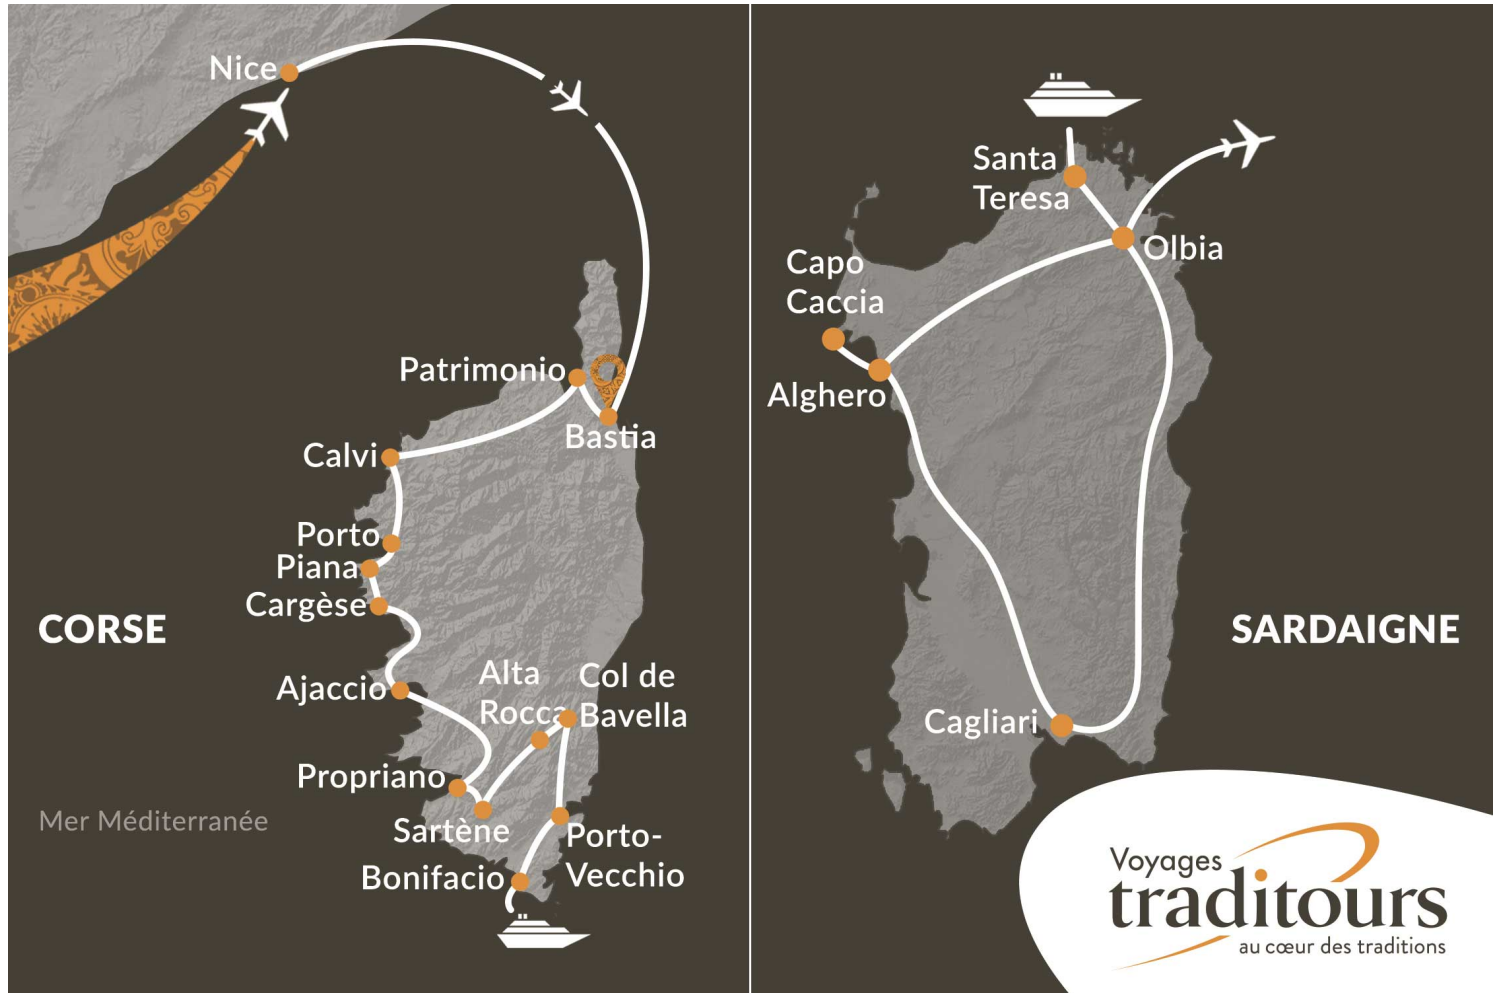 Nice
Patrimonio
Bastia
Calvi
Porto
Piana
Cargèse
CORSE
Ajaccio
Alta
Rocca
Col de
Bavella
Propriano
Mer Méditerranée
Sartène
Porto-
Vecchio
Bonifacio
Santa
Teresa
Olbia
Capo
Caccia
Alghero
SARDAIGNE
Cagliari
Voyages
traditours
au cœur des traditions